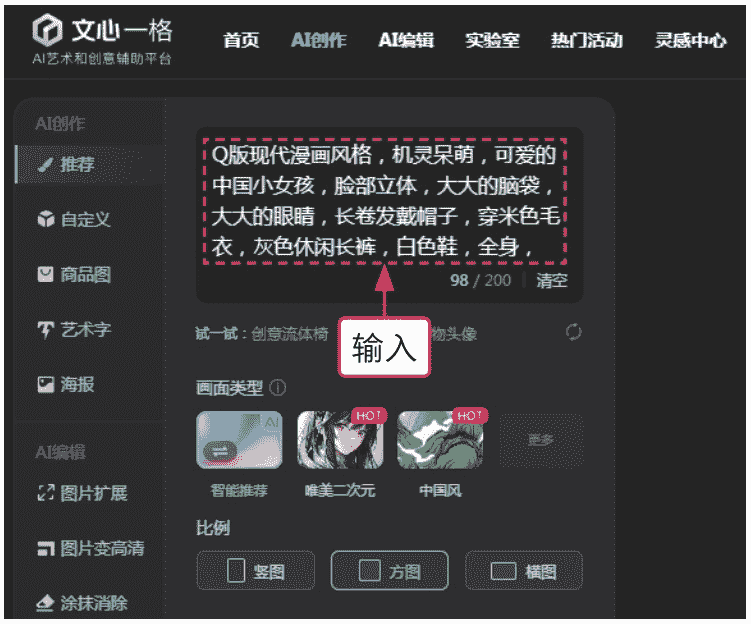 文心一格
AI艺术和创意辅助平台
首页 AI创作 AI编辑 实验室 热门活动 灵感中心
AI创作
推荐
自定义
商品图
艺术字
海报
AI编辑
图片扩展
图片变高清
涂抹消除
Q版现代漫画风格，机灵呆萌，可爱的
中国小女孩，脸部立体，大大的脑袋，
大大的眼睛，长卷发戴帽子，穿米色毛
衣，灰色休闲长裤，白色鞋，全身，
98 / 200 清空
输入
试一试：创意流体椅 物头像
画面类型
AI
HOT
HOT
更多
智能推荐 唯美二次元 中国风
比例
竖图 方图 横图